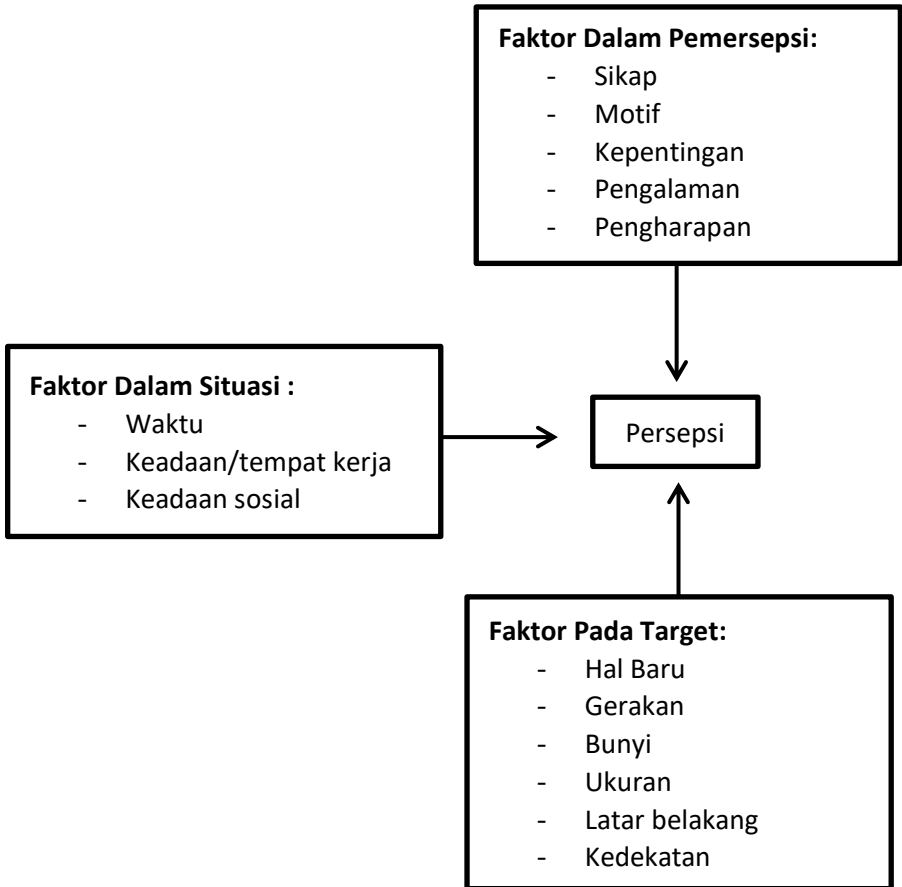 Faktor Dalam Pemersepsi:
- Sikap
- Motif
- Kepentingan
- Pengalaman
- Pengharapan
Faktor Dalam Situasi :
- Waktu
- Keadaan/tempat kerja
- Keadaan sosial
Persepsi
Faktor Pada Target:
- Hal Baru
- Gerakan
- Bunyi
- Ukuran
- Latar belakang
- Kedekatan